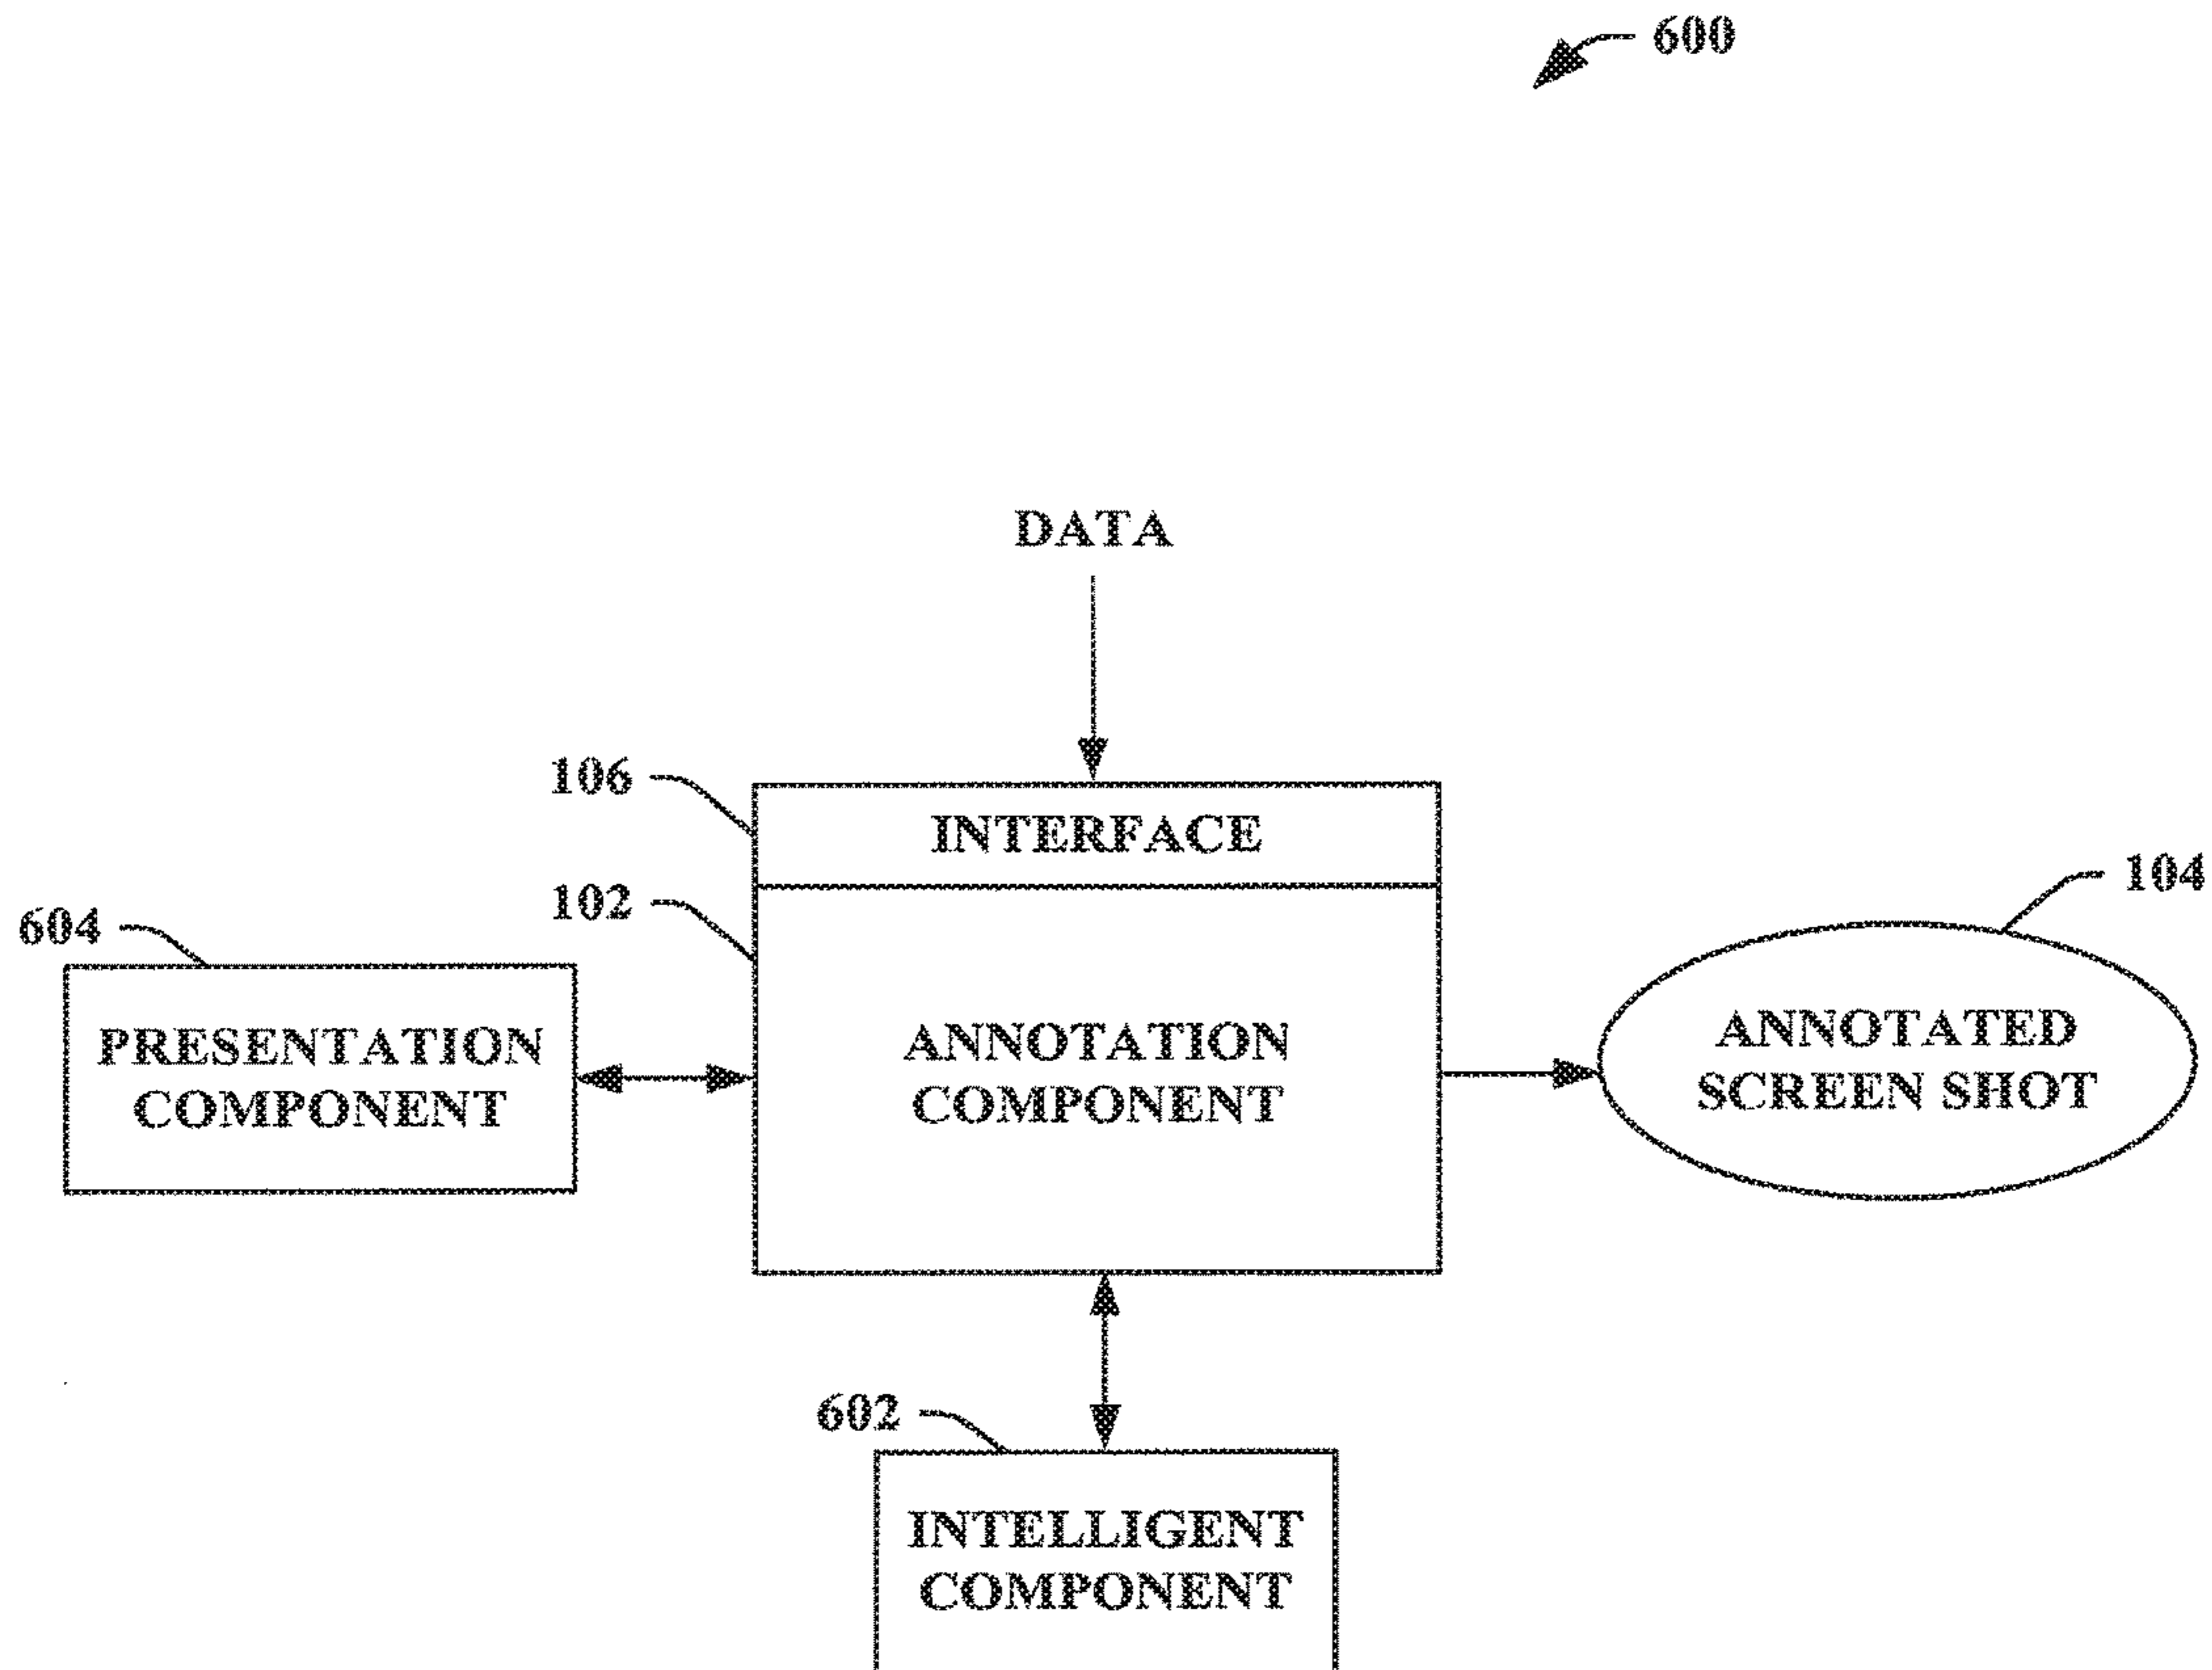 600
DATA
106
INTERFACE
102
104
604
PRESENTATION
COMPONENT
ANNOTATION
COMPONENT
ANNOTATED
SCREEN SHOT
602
INTELLIGENT
COMPONENT